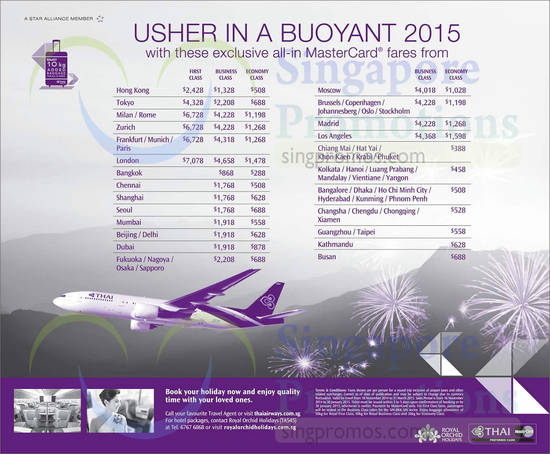 A STAR ALLIANCE MEMBER
USHER IN A BUOYANT 2015
with these exclusive all-in MasterCard® fares from
10 kg
ADDED
BAGGAGE
FIRST CLASS BUSINESS CLASS ECONOMY CLASS
Hong Kong $2,428 $1,328 $508
Tokyo $4,328 $2,208 $688
Milan / Rome $6,728 $4,228 $1,198
Zurich $6,728 $4,228 $1,268
Frankfurt / Munich / Paris $6,728 $4,318 $1,268
London $7,078 $4,658 $1,478
Bangkok $868 $288
Chennai $1,768 $508
Shanghai $1,768 $628
Seoul $1,768 $688
Mumbai $1,918 $558
Beijing / Delhi $1,918 $628
Dubai $1,918 $878
Fukuoka / Nagoya / Osaka / Sapporo $2,208 $688
BUSINESS CLASS ECONOMY CLASS
Moscow $4,018 $1,028
Brussels / Copenhagen / Johannesberg / Oslo / Stockholm $4,228 $1,198
Madrid $4,228 $1,268
Los Angeles $4,368 $1,598
Chiang Mai / Hat Yai / Khon Kaen / Krabi / Phuket $388
Kolkata / Hanoi / Luang Prabang / Mandalay / Vientiane / Yangon $458
Bangalore / Dhaka / Ho Chi Minh City / Hyderabad / Kunming / Phnom Penh $508
Changsha / Chengdu / Chongqing / Xiamen $528
Guangzhou / Taipei $558
Kathmandu $628
Busan $688
Singapore
Promotions
singpromos.com
THAI
Singapore
Promotions
singpromos.com
Book your holiday now and enjoy quality
time with your loved ones.
Call your favourite Travel Agent or visit thaiairways.com.sg
For hotel packages, contact Royal Orchid Holidays (TA545)
at Tel. 6767 6868 or visit royalorchidholidays.com.sg
ROYAL
ORCHID
HOLIDAYS
THAI
PREFERRED CARD